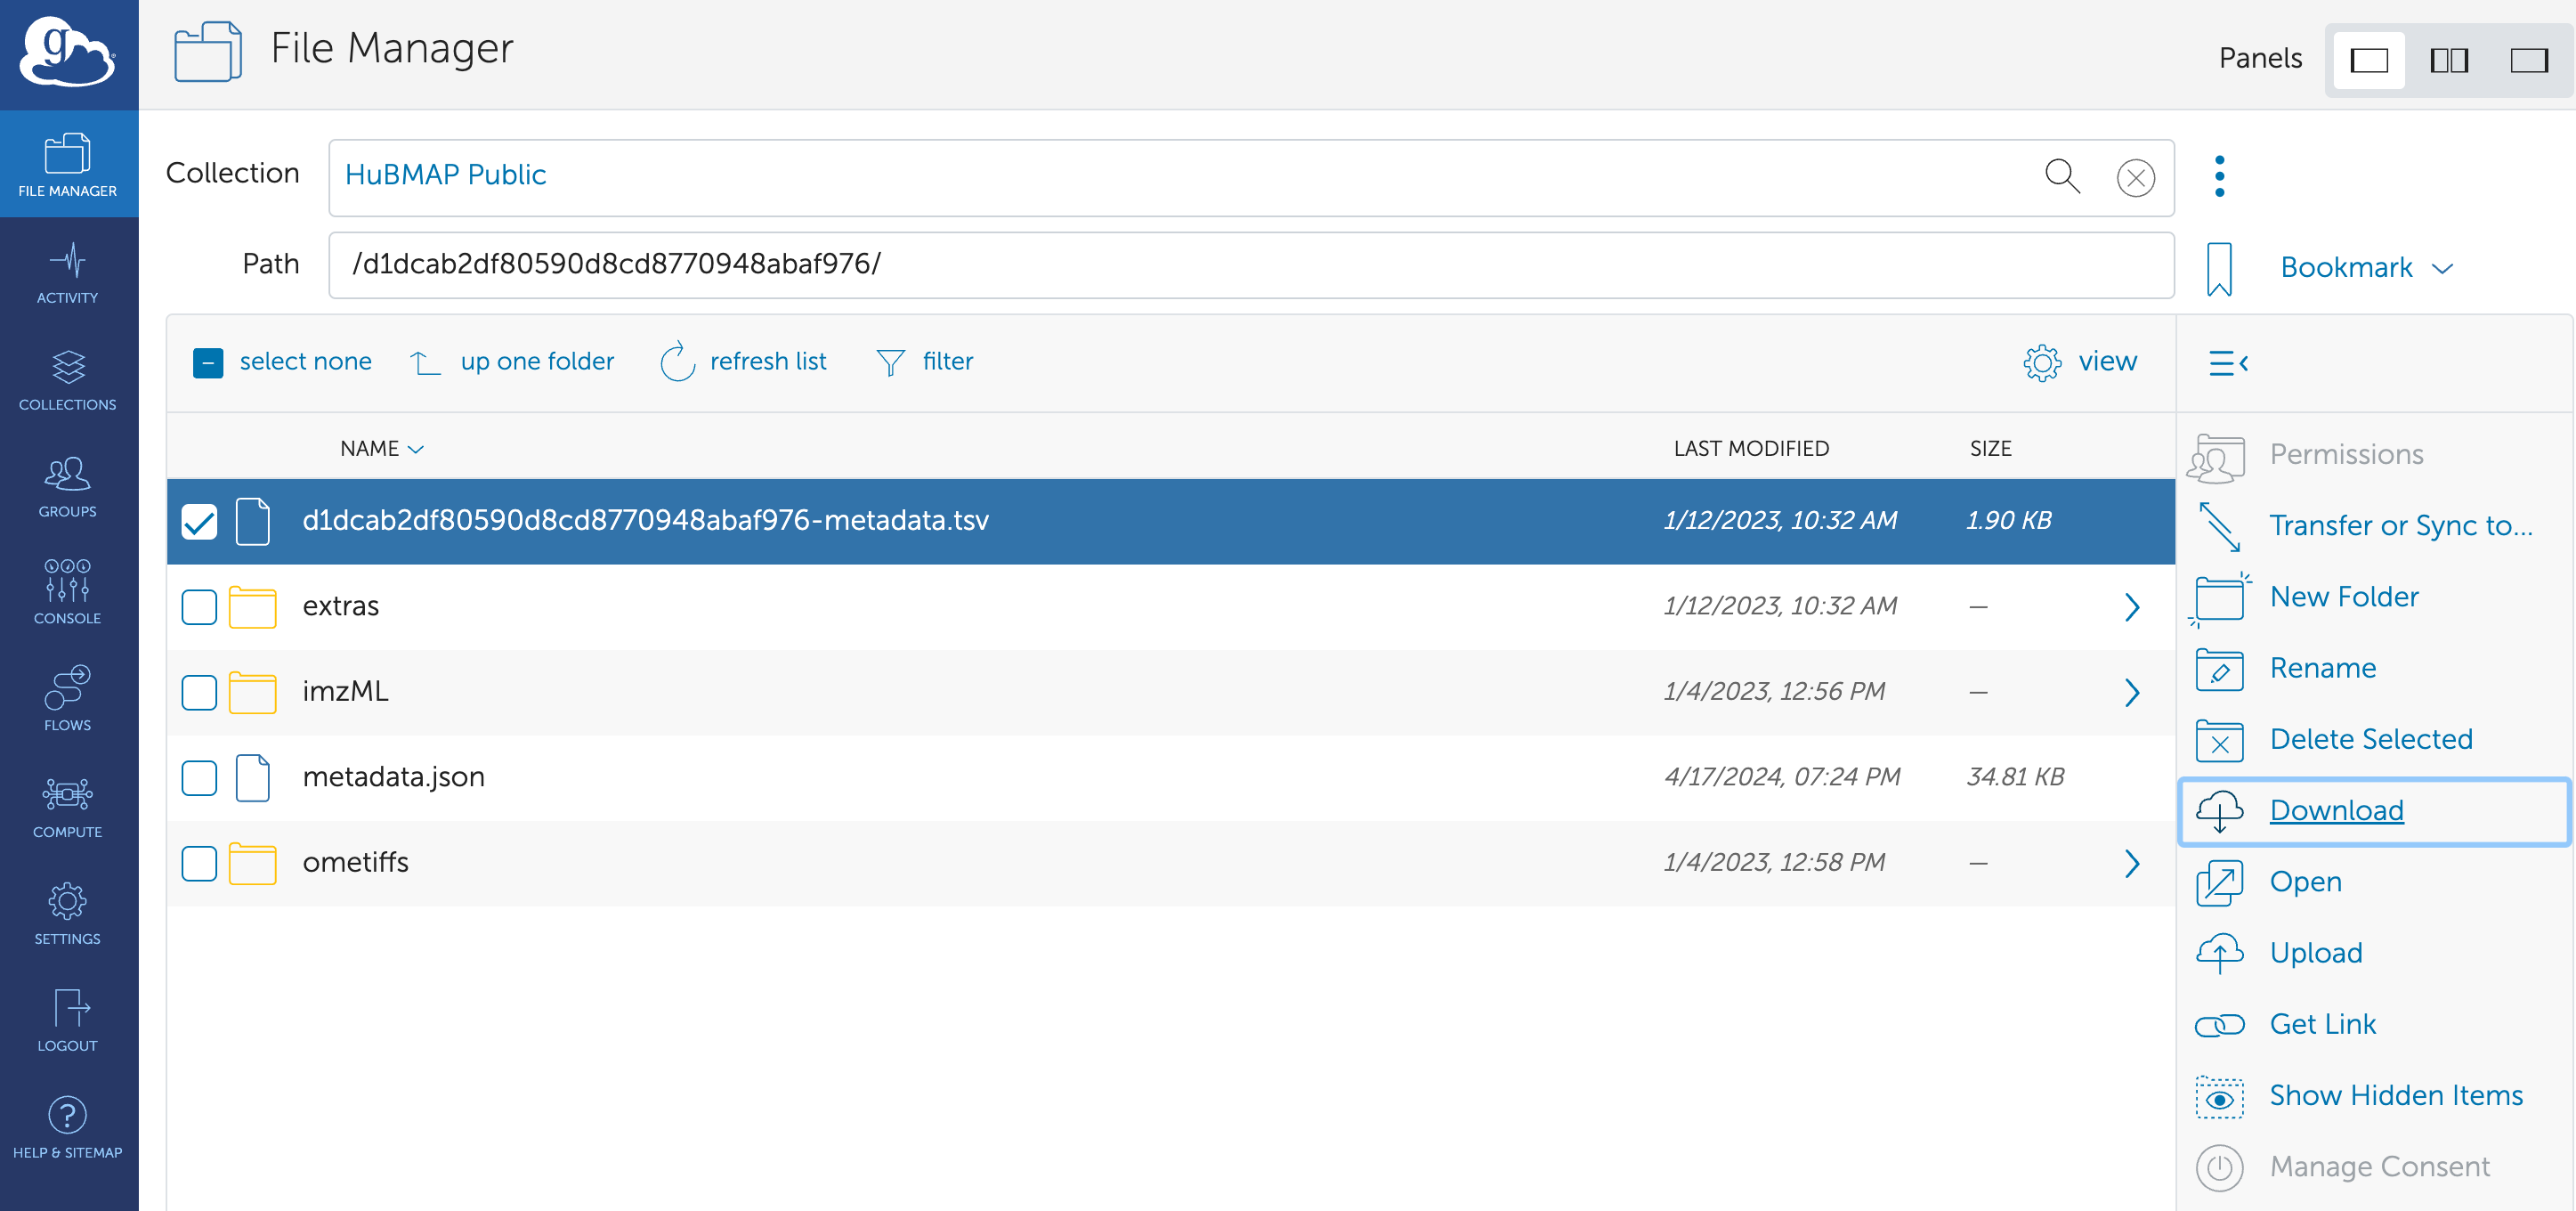 g
File Manager
Panels
FILE MANAGER
ACTIVITY
COLLECTIONS
GROUPS
CONSOLE
FLOWS
COMPUTE
SETTINGS
LOGOUT
HELP & SITEMAP
Collection HuBMAP Public
Path /d1dcab2df80590d8cd8770948abaf976/
Bookmark
select none up one folder refresh list filter view
NAME LAST MODIFIED SIZE
d1dcab2df80590d8cd8770948abaf976-metadata.tsv 1/12/2023, 10:32 AM 1.90 KB
extras 1/12/2023, 10:32 AM —
imzML 1/4/2023, 12:56 PM —
metadata.json 4/17/2024, 07:24 PM 34.81 KB
ometiffs 1/4/2023, 12:58 PM —
Permissions
Transfer or Sync to...
New Folder
Rename
Delete Selected
Download
Open
Upload
Get Link
Show Hidden Items
Manage Consent